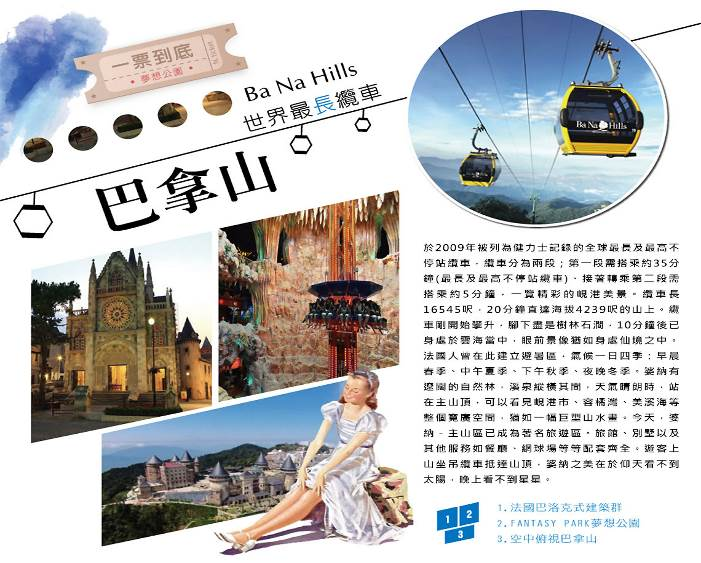 一票到底
夢想公園
Ba Na Hills
世界最長纜車
巴拿山
Ba Na Hills
於2009年被列為健力士記錄的全球最長及最高不
停站纜車，纜車分為兩段；第一段需搭乘約35分
鐘(最長及最高不停站纜車)，接著轉乘第二段需
搭乘約5分鐘，一覽精彩的峴港美景。纜車長
16545呎，20分鐘直達海拔4239呎的山上。纜
車剛開始攀升，腳下盡是樹林石澗，10分鐘後已
身處於雲海當中，眼前景像猶如身處仙境之中。
法國人曾在此建立遊暑區，氣候一日四季：早晨
春季、中午夏季、下午秋季、夜晚冬季。婆納有
遼闊的自然林，溪泉縱橫其間，天氣晴朗時，站
在主山頂，可以看見峴港市、容橘灣、美溪海等
整個寬廣空間，猶如一幅巨型山水畫。今天，婆
納－主山區已成為著名旅遊區。旅館、別墅以及
其他服務如餐廳、網球場等等配套齊全。遊客上
山坐吊纜車抵達山頂，婆納之美在於仰天看不到
太陽，晚上看不到星星。
1 2
3
1.法國巴洛克式建築群
2.FANTASY PARK夢想公園
3.空中俯視巴拿山